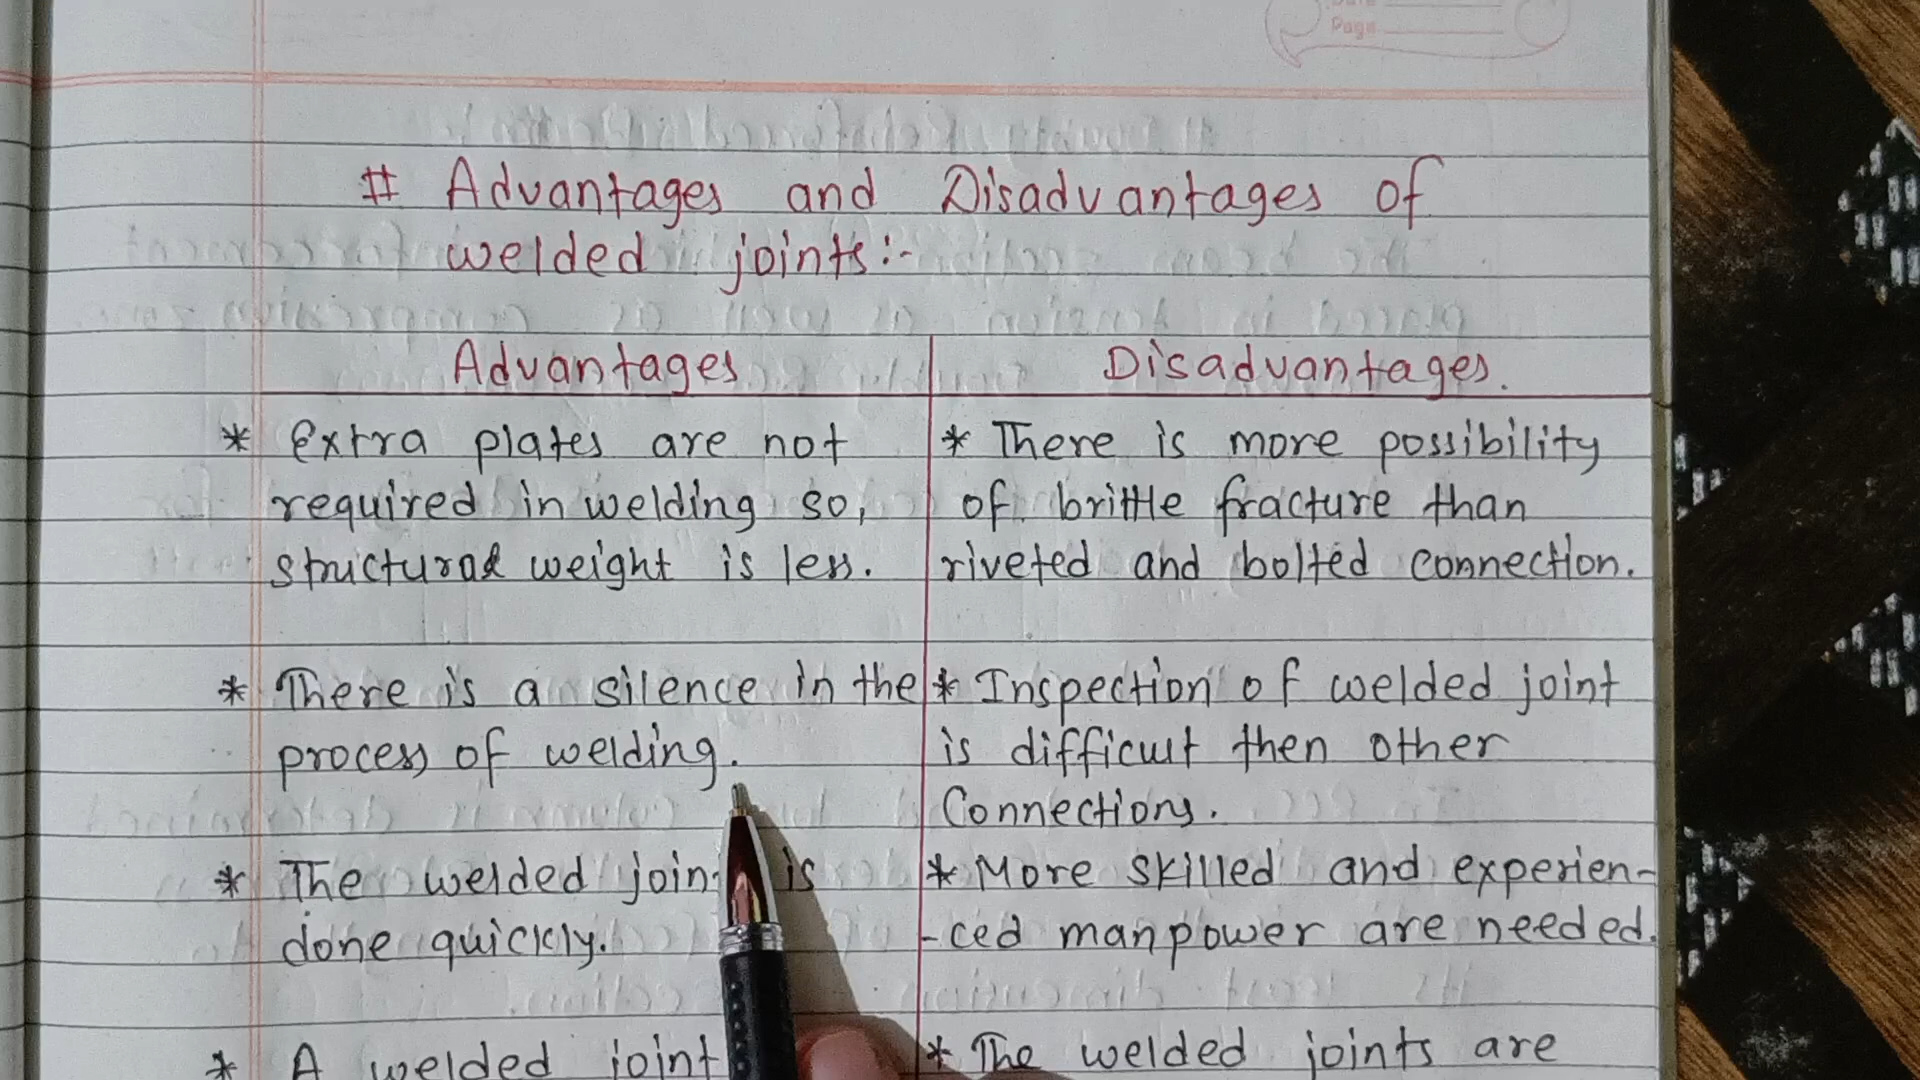 Page
# Advantages and Disadvantages of
welded joints:-
Advantages
* Extra plates are not
required in welding so,
structural weight is less.
* There is a silence in the
process of welding.
* The welded joint is
done quickly.
* A welded joint
Disadvantages.
* There is more possibility
of brittle fracture than
riveted and bolted connection.
* Inspection of welded joint
is difficult then other
Connections.
* More skilled and experien-
-ced manpower are needed.
* The welded joints are